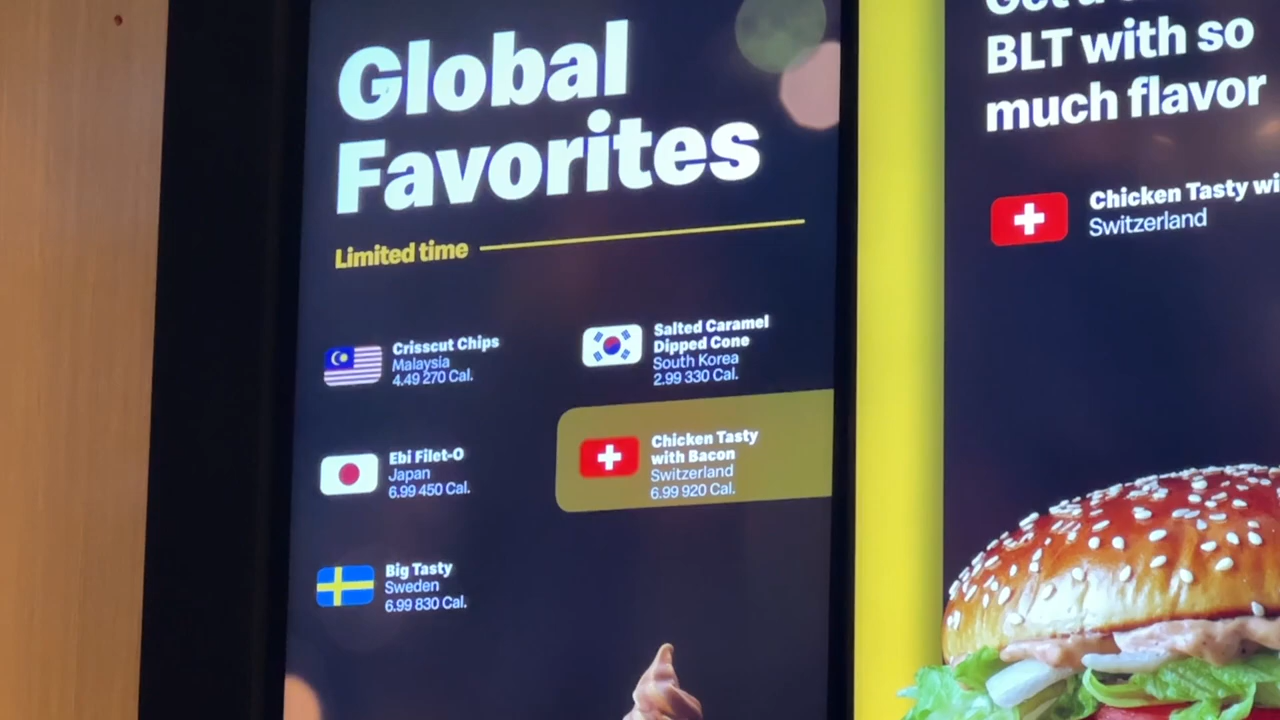 Global
Favorites
Limited time
Crisscut Chips
Malaysia
4.49 270 Cal.
Salted Caramel
Dipped Cone
South Korea
2.99 330 Cal.
Ebi Filet-O
Japan
6.99 450 Cal.
Chicken Tasty
with Bacon
Switzerland
6.99 920 Cal.
Big Tasty
Sweden
6.99 830 Cal.
BLT with so
much flavor
Chicken Tasty wi
Switzerland